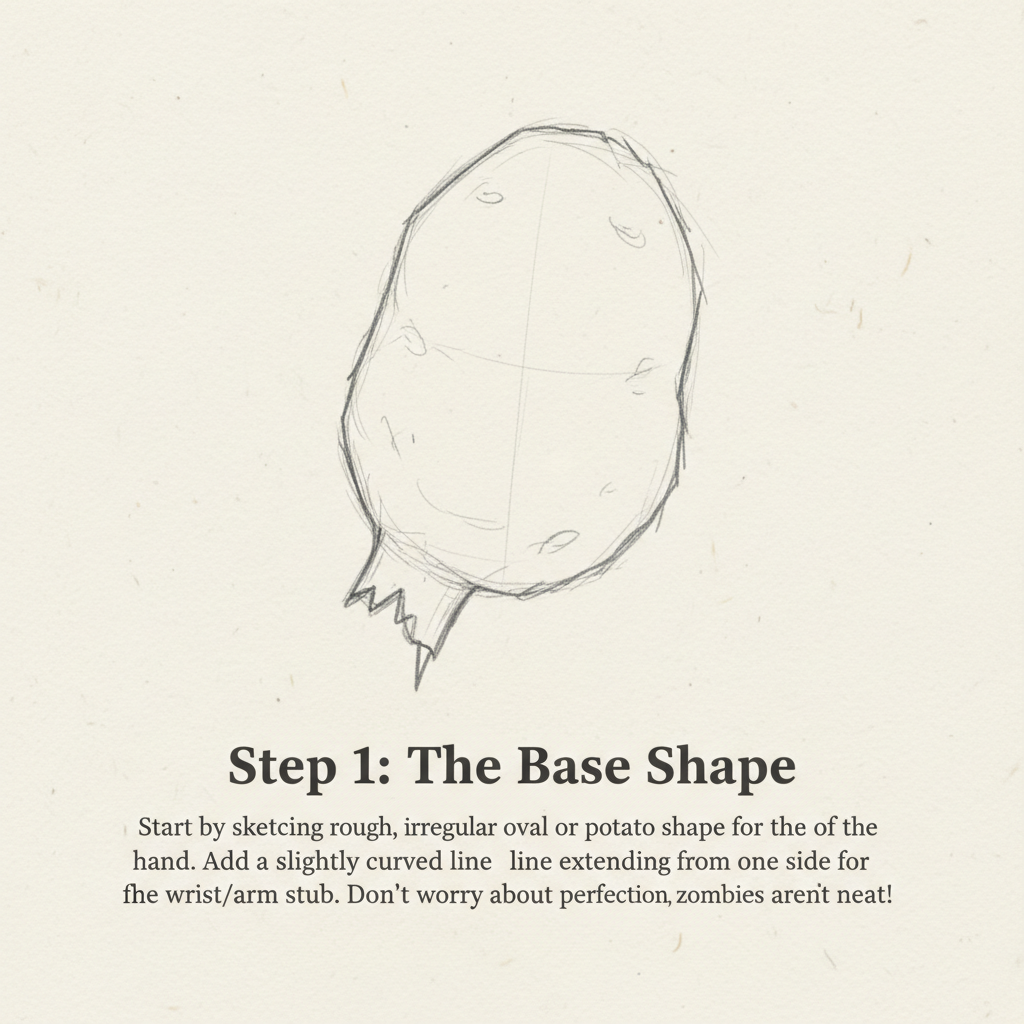 Step 1: The Base Shape
Start by sketcing rough, irregular oval or potato shape for the of the
hand. Add a slightly curved line line extending from one side for
fhe wrist/arm stub. Don't worry about perfection, zombies aren't neat!